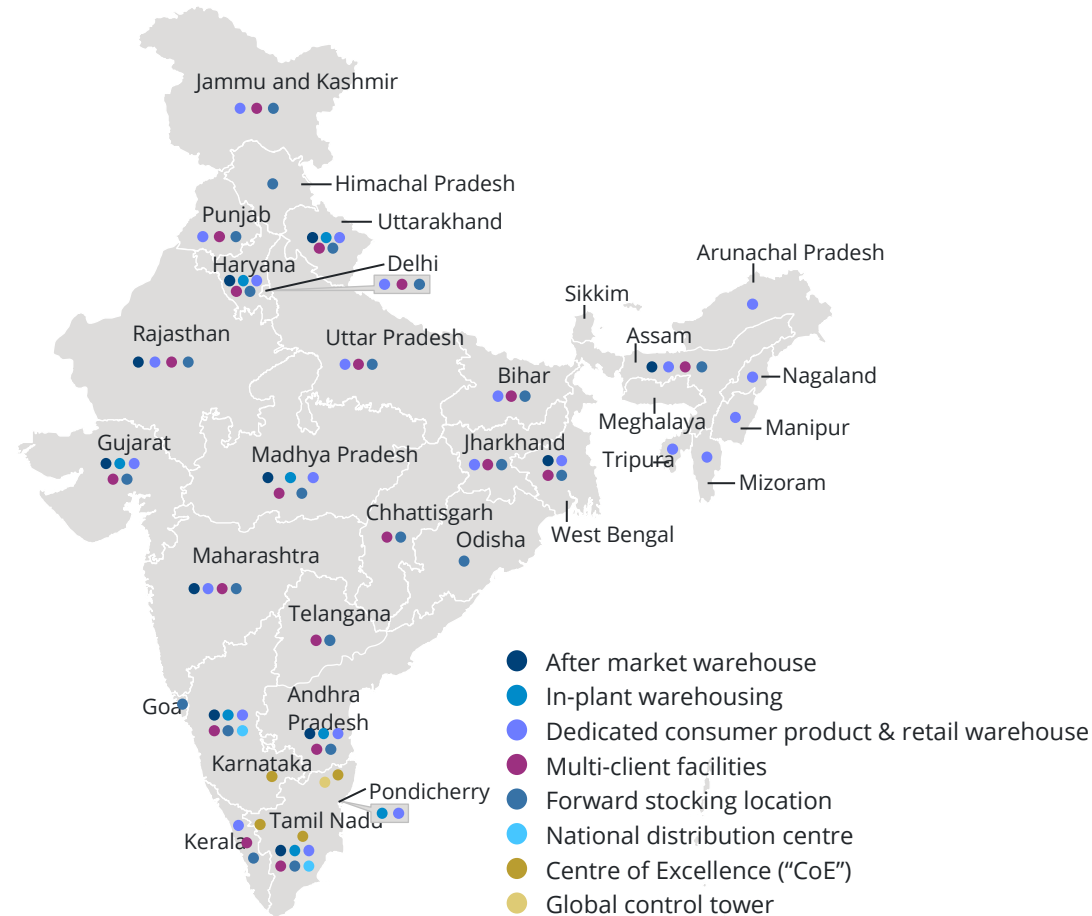 Jammu and Kashmir
Himachal Pradesh
Punjab
Uttarakhand
Arunachal Pradesh
Haryana
Delhi
Sikkim
Rajasthan
Uttar Pradesh
Assam
Bihar
Nagaland
Meghalaya
Manipur
Gujarat
Madhya Pradesh
Jharkhand
Tripura
Mizoram
Chhattisgarh
West Bengal
Odisha
Maharashtra
Telangana
After market warehouse
In-plant warehousing
Goa
Andhra
Pradesh
Dedicated consumer product & retail warehouse
Karnataka
Multi-client facilities
Pondicherry
Forward stocking location
Tamil Nadu
National distribution centre
Kerala
Centre of Excellence (“CoE”)
Global control tower